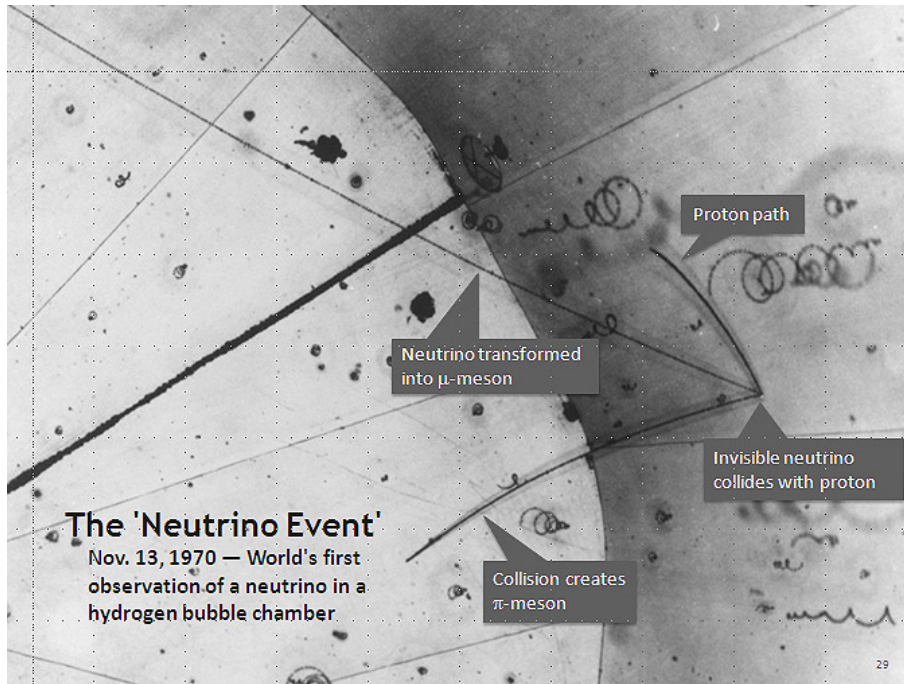 Proton path
Neutrino transformed
into μ-meson
Invisible neutrino
collides with proton
The 'Neutrino Event'
Nov. 13, 1970 — World's first
observation of a neutrino in a
hydrogen bubble chamber
Collision creates
π-meson
29